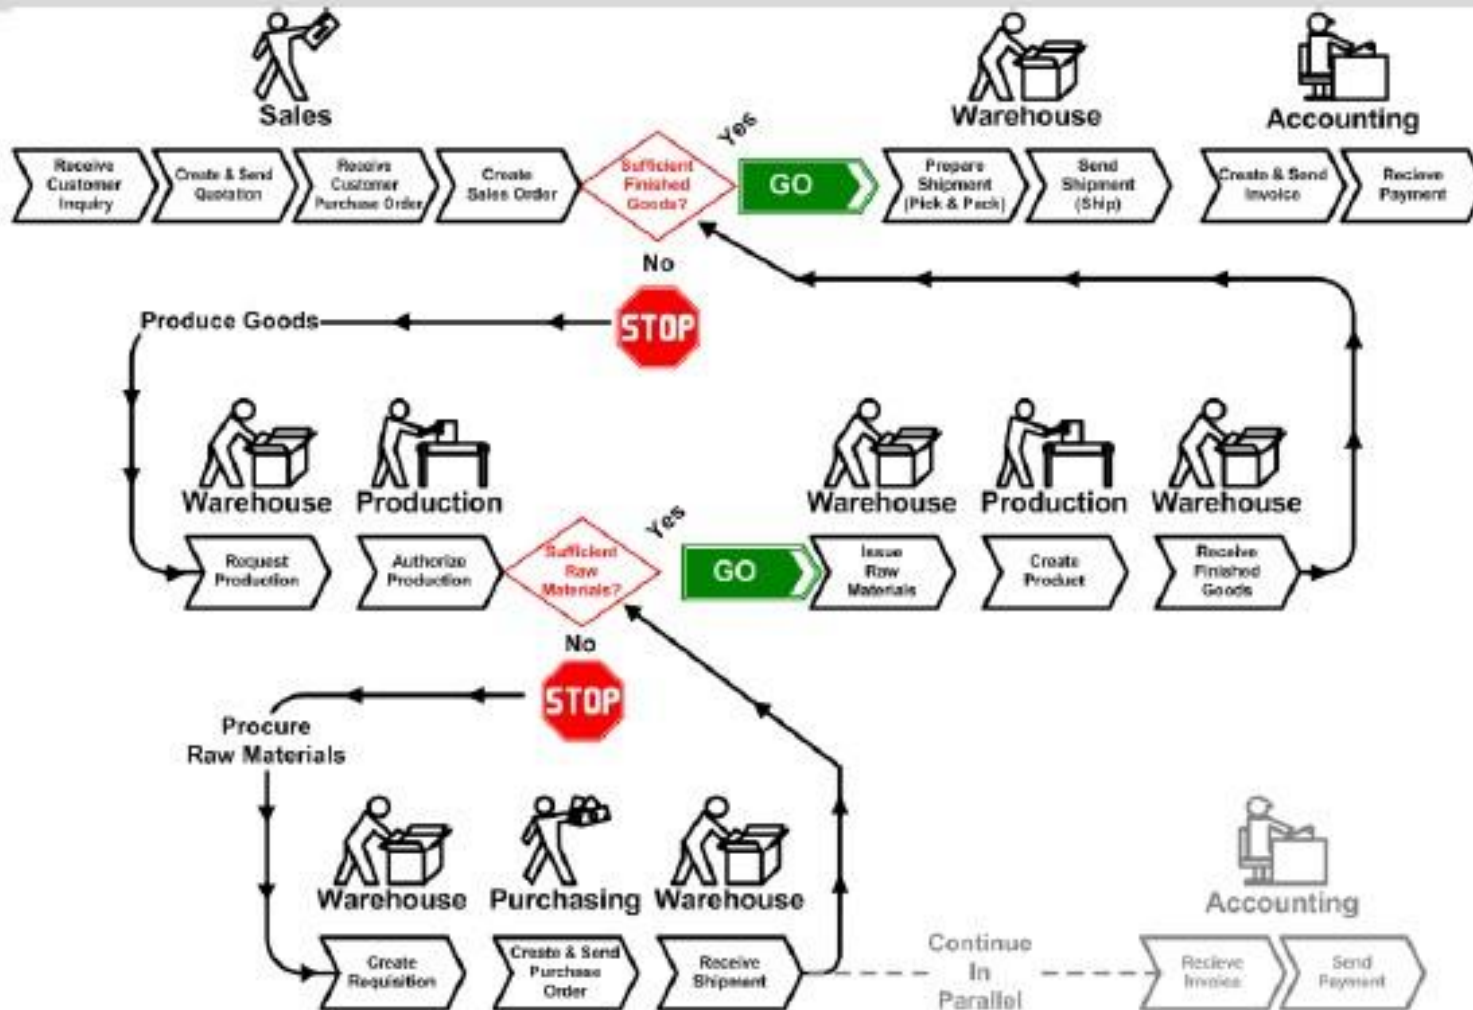 Sales
Warehouse
Accounting
Receive
Customer
Inquiry
Create & Send
Quotation
Receive
Customer
Purchase Order
Create
Sales Order
Sufficient
Finished
Goods?
Yes
GO
Prepare
Shipment
(Pick & Pack)
Send
Shipment
(Ship)
Create & Send
Invoice
Recieve
Payment
No
STOP
Produce Goods
Warehouse
Production
Warehouse
Production
Warehouse
Request
Production
Authorize
Production
Sufficient
Raw
Materials?
Yes
GO
Issue
Raw
Materials
Create
Product
Receive
Finished
Goods
No
STOP
Procure
Raw Materials
Warehouse
Purchasing
Warehouse
Accounting
Create
Requisition
Create & Send
Purchase
Order
Receive
Shipment
Continue
In
Parallel
Recieve
Invoice
Send
Payment